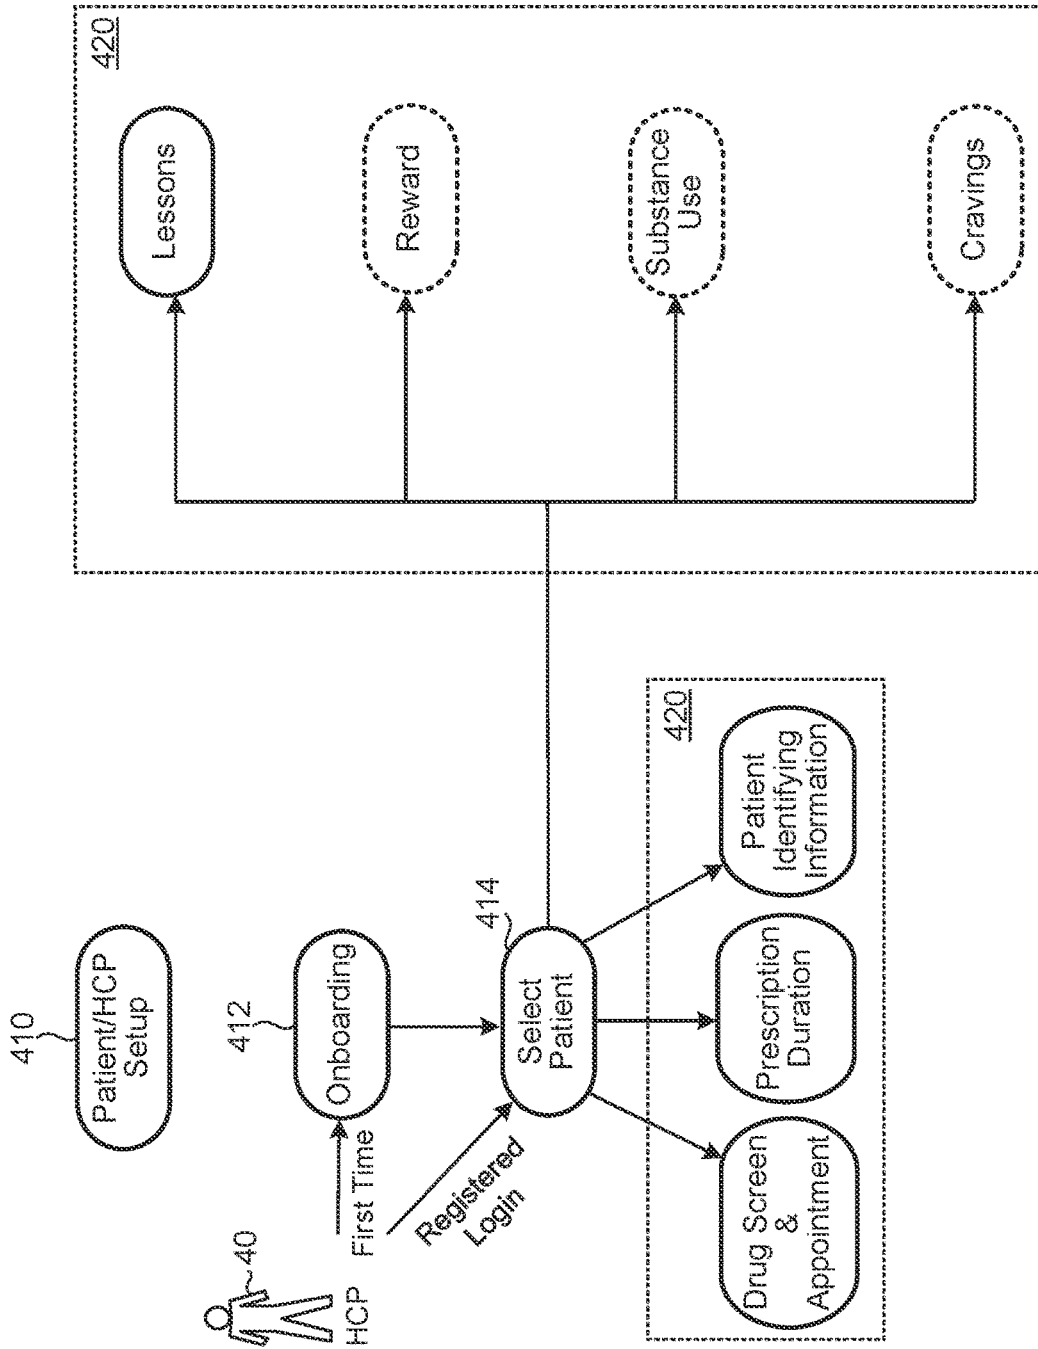 410
Patient/HCP
Setup
40
HCP
First Time
Registered
Login
412
Onboarding
414
Select
Patient
420
Drug Screen
&
Appointment
Prescription
Duration
Patient
Identifying
Information
420
Lessons
Reward
Substance
Use
Cravings